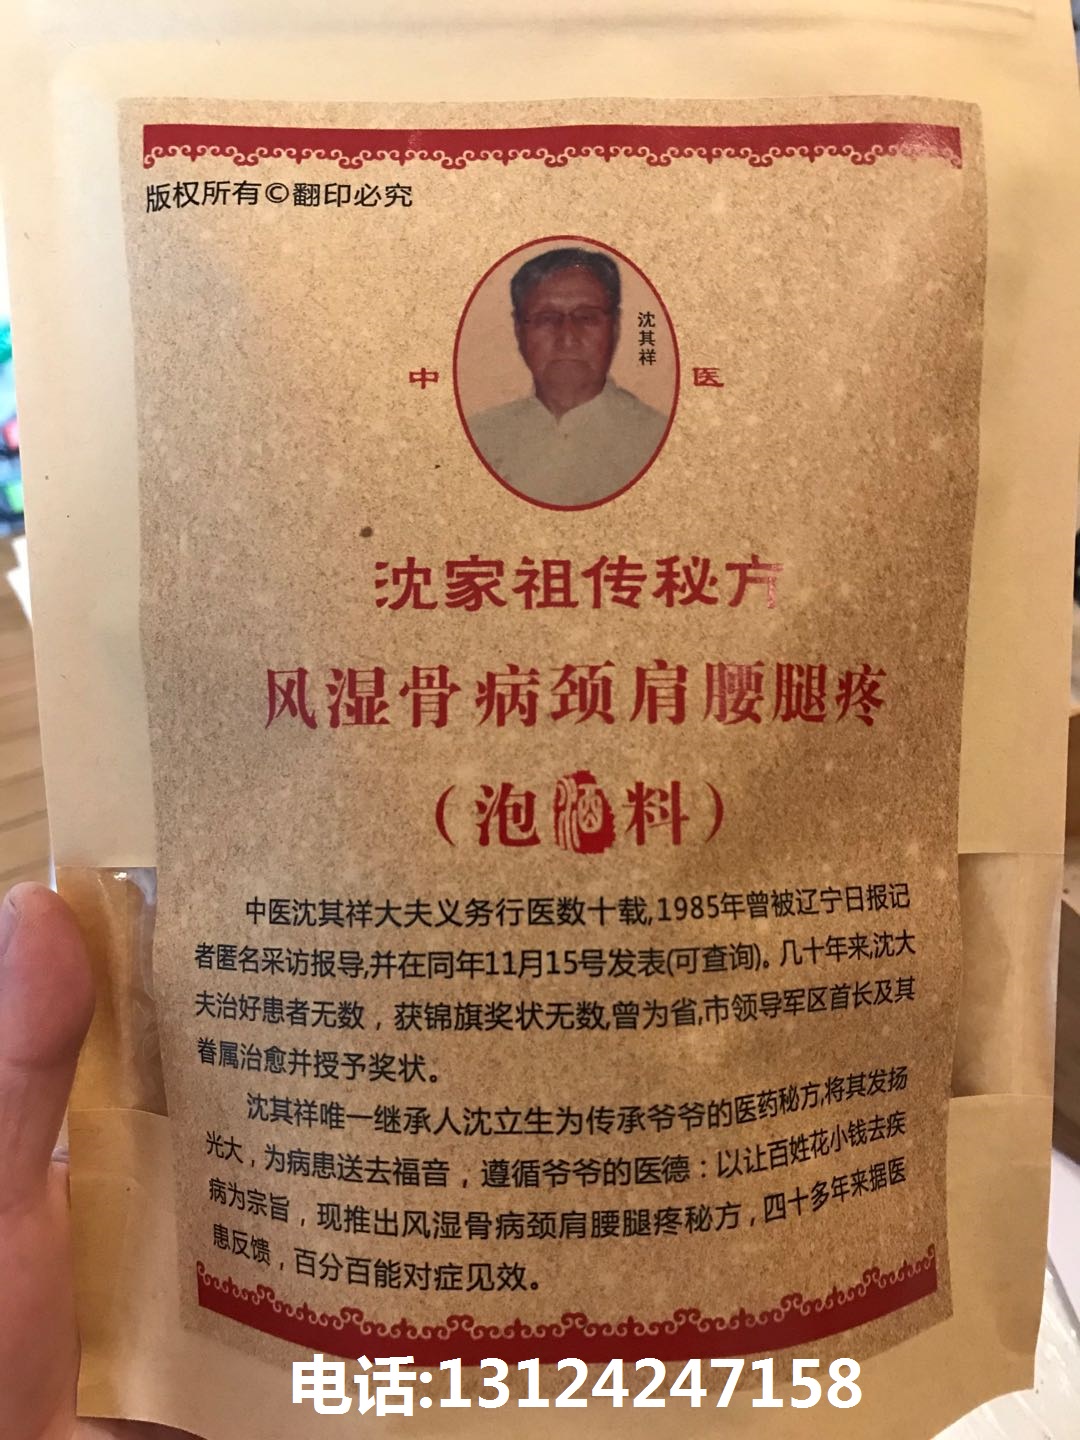 版权所有©翻印必究
沈其祥
中 医
沈家祖传秘方
风湿骨病颈肩腰腿疼
(泡酒料)
中医沈其祥大夫义务行医数十载,1985年曾被辽宁日报记
者匿名采访报导,并在同年11月15号发表(可查询)。几十年来,沈大
夫治好患者无数，获锦旗奖状无数,曾为省,市领导军区首长及其
眷属治愈并授予奖状。
沈其祥唯一继承人沈立生为传承爷爷的医药秘方,将其发扬
光大，为病患送去福音，遵循爷爷的医德：以让百姓花小钱去疾
病为宗旨，现推出风湿骨病颈肩腰腿疼秘方，四十多年来据医
患反馈，百分百能对症见效。
电话:13124247158